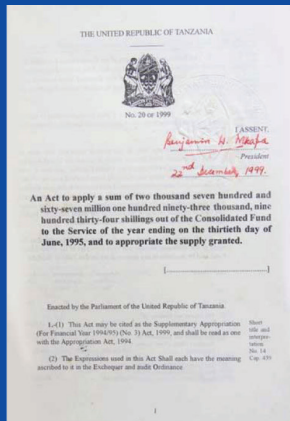 THE UNITED REPUBLIC OF TANZANIA
No. 20 or 1999
I ASSENT,
Benjamin W. Mkapa
President
22nd December, 1999.
An Act to apply a sum of two thousand seven hundred and
sixty-seven million one hundred ninety-three thousand, nine
hundred thirty-four shillings out of the Consolidated Fund
to the Service of the year ending on the thirtieth day of
June, 1995, and to appropriate the supply granted.
[----------------------]
Enacted by the Parliament of the United Republic of Tanzania.
1.-(1) This Act may be cited as the Supplementary Appropriation
(For Financial Year 1994/95) (No. 3) Act, 1999, and shall be read as one
with the Appropriation Act, 1994.
Short
title and
interpre-
tation
No. 14
Cap. 439
(2) The Expressions used in this Act Shall each have the meaning
ascribed to it in the Exchequer and audit Ordinance
1